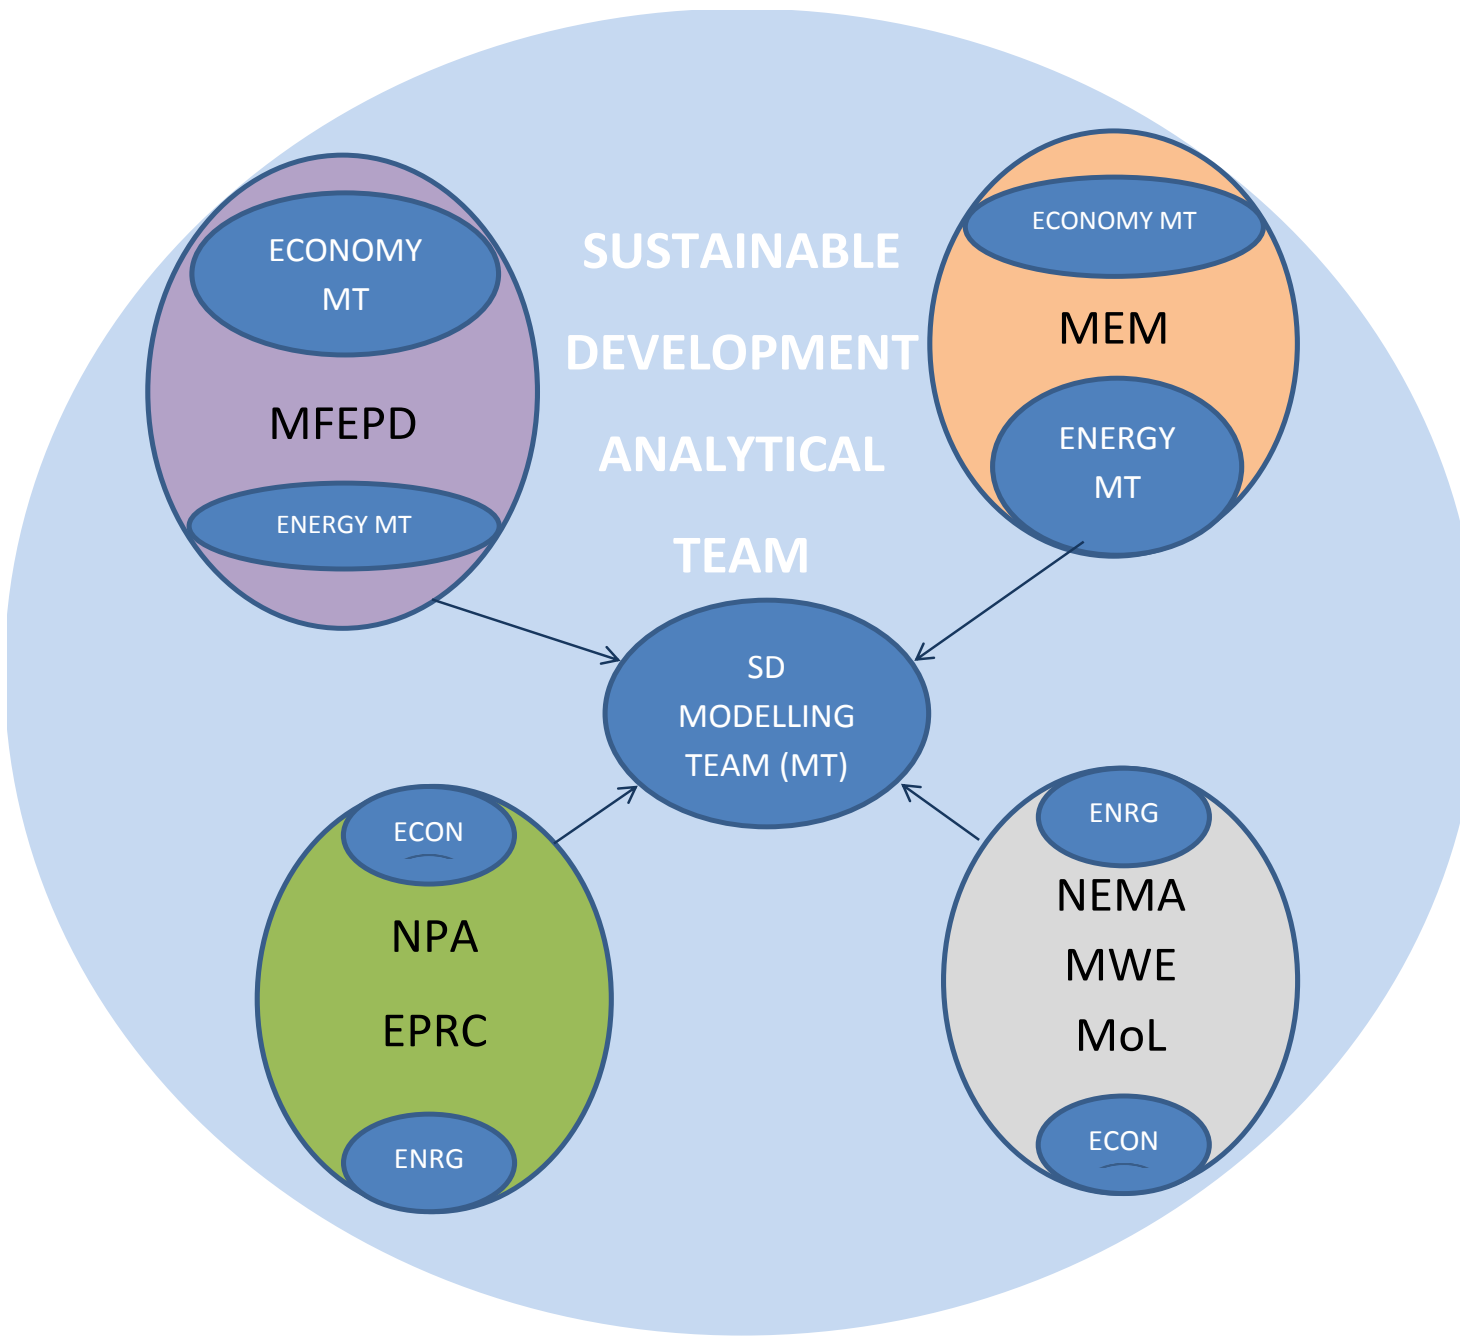 SUSTAINABLE
DEVELOPMENT
ANALYTICAL
TEAM
ECONOMY
MT
MFEPD
ENERGY MT
ECONOMY MT
MEM
ENERGY
MT
SD
MODELLING
TEAM (MT)
ECON
NPA
EPRC
ENRG
ENRG
NEMA
MWE
MoL
ECON